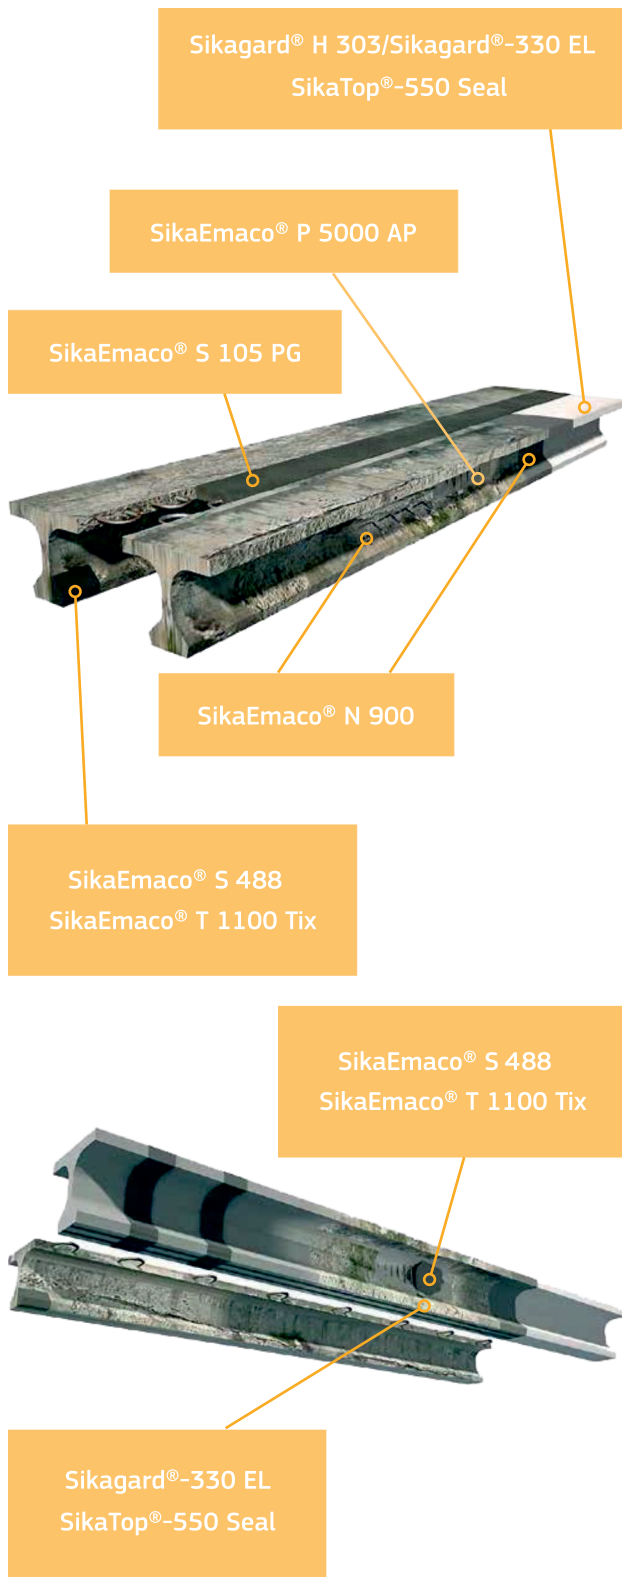 Sikagard® H 303/Sikagard®-330 EL
SikaTop®-550 Seal
SikaEmaco® P 5000 AP
SikaEmaco® S 105 PG
SikaEmaco® N 900
SikaEmaco® S 488
SikaEmaco® T 1100 Tix
SikaEmaco® S 488
SikaEmaco® T 1100 Tix
Sikagard®-330 EL
SikaTop®-550 Seal